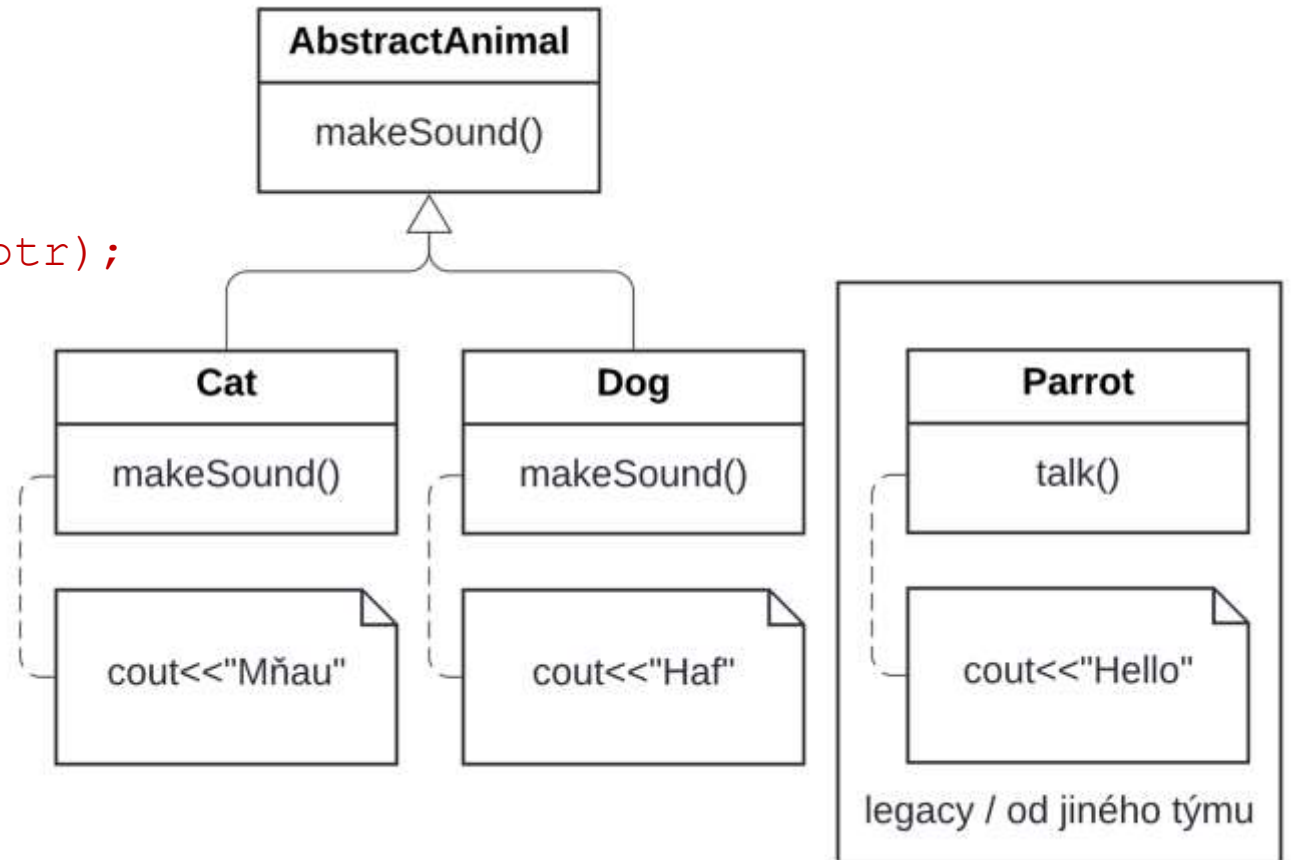 AbstractAnimal
makeSound()
ptr);
Cat
makeSound()
cout<<"Mňau"
Dog
makeSound()
cout<<"Haf"
Parrot
talk()
cout<<"Hello"
legacy / od jiného týmu